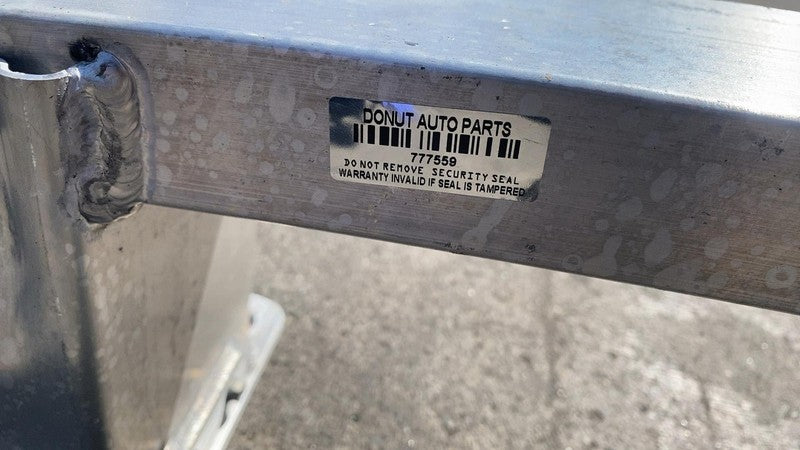 DONUT AUTO PARTS
777559
DO NOT REMOVE SECURITY SEAL
WARRANTY INVALID IF SEAL IS TAMPERED